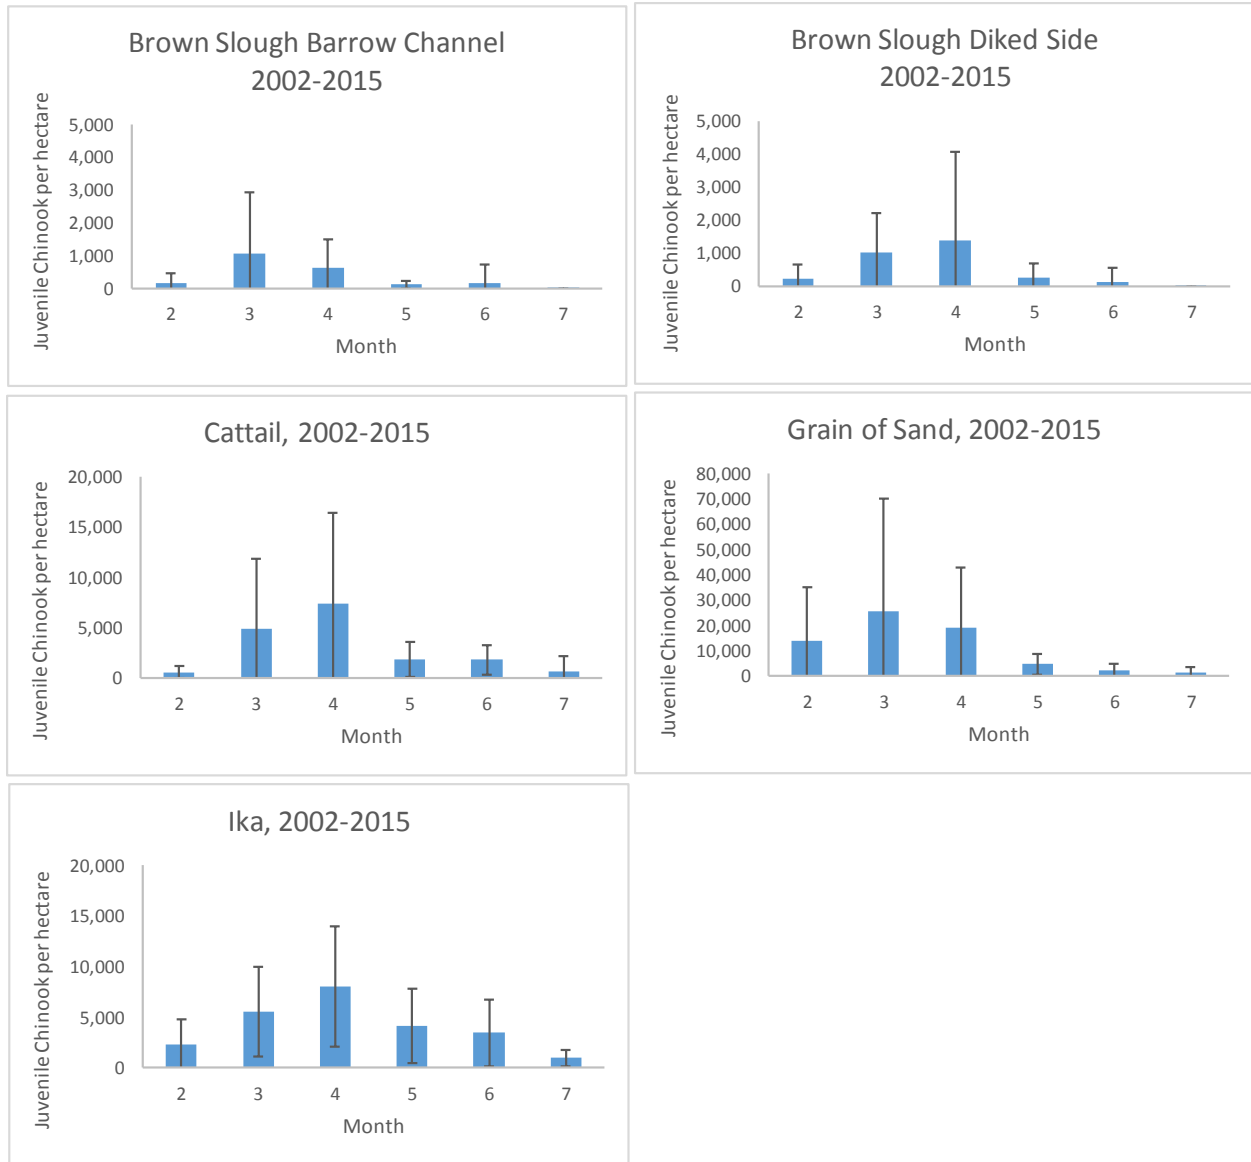 Brown Slough Barrow Channel
2002-2015
Juvenile Chinook per hectare
5,000
4,000
3,000
2,000
1,000
0
2 3 4 5 6 7
Month
Brown Slough Diked Side
2002-2015
Juvenile Chinook per hectare
5,000
4,000
3,000
2,000
1,000
0
2 3 4 5 6 7
Month
Cattail, 2002-2015
Juvenile Chinook per hectare
20,000
15,000
10,000
5,000
0
2 3 4 5 6 7
Month
Grain of Sand, 2002-2015
Juvenile Chinook per hectare
80,000
70,000
60,000
50,000
40,000
30,000
20,000
10,000
0
2 3 4 5 6 7
Month
Ika, 2002-2015
Juvenile Chinook per hectare
20,000
15,000
10,000
5,000
0
2 3 4 5 6 7
Month